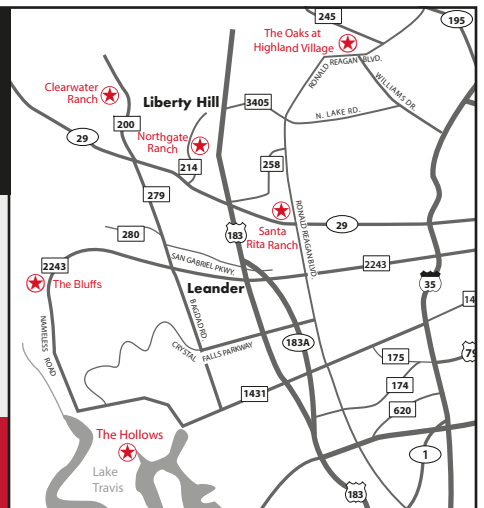 245
195
The Oaks at
Highland Village
RONALD REAGAN BLVD.
WILLIAMS DR.
Clearwater
Ranch
Liberty Hill
3405
N. LAKE RD.
200
29
Northgate
Ranch
214
258
279
Santa
Rita Ranch
RONALD REAGAN BLVD.
29
280
183
SAN GABRIEL PKWY.
2243
2243
The Bluffs
Leander
35
14
NAMELESS ROAD
BAGDAD RD.
CRYSTAL FALLS PARKWAY
183A
175
79
174
1431
620
The Hollows
Lake
Travis
1
183